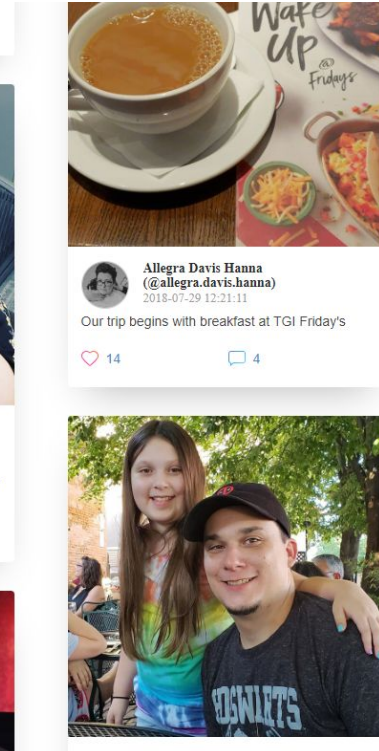 Wake
UP
@
Fridays
Allegra Davis Hanna
(@allegra.davis.hanna)
2018-07-29 12:21:11
Our trip begins with breakfast at TGI Friday's
14
4
HOGWARTS